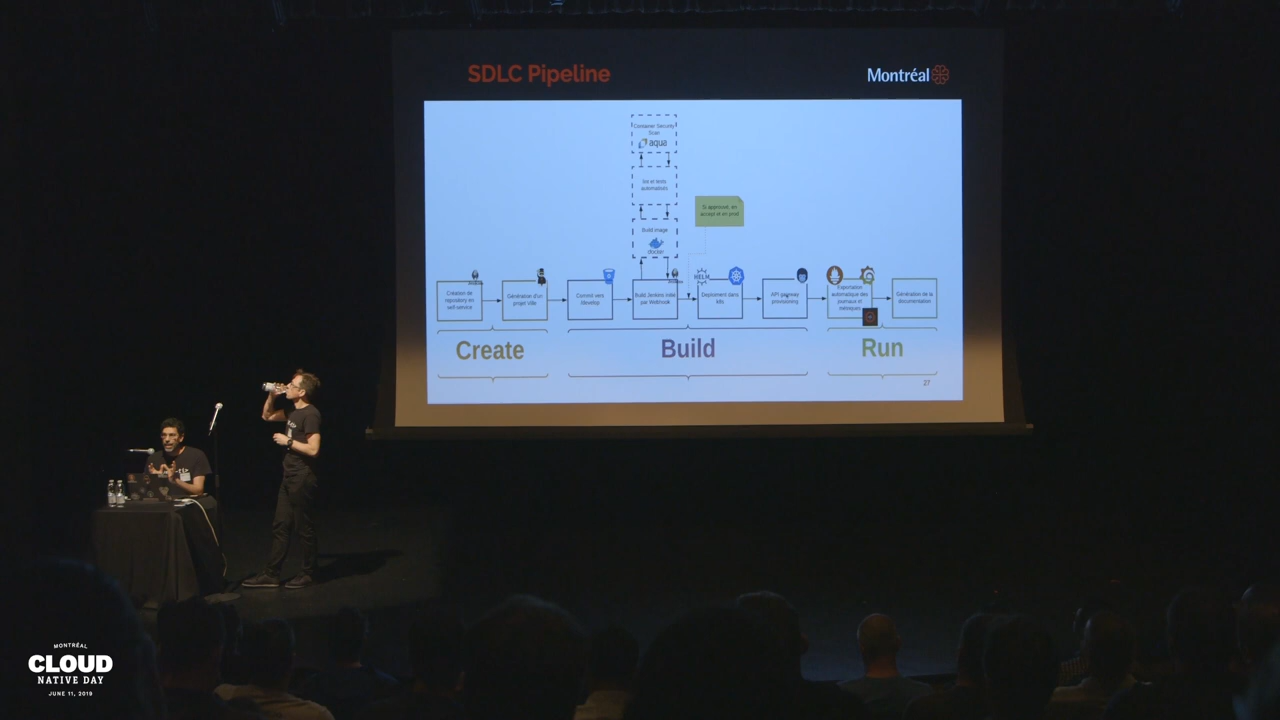 SDLC Pipeline
Montréal
Container Security
Scan
aqua
automatisés
Build image
docker
Si approuvé, en
accept et en prod
HELM
Création de
repository en
self-service
Génération d'un
projet Ville
Commit vers
develop
Build Jenkins initié
par Webhook
Deploiment dans
k8s
API gateway
provisioning
Exportation
automatique des
journaux et
métriques
Génération de la
documentation
Create
Build
Run
27
MONTRÉAL
CLOUD
NATIVE DAY
JUNE 11, 2019